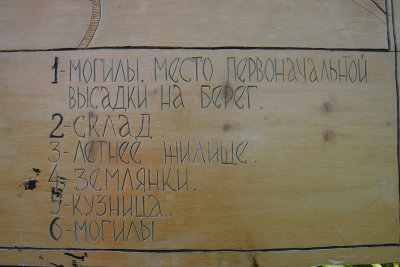 1-МОГИЛЫ. МЕСТО ПЕРВОНАЧАЛЬНОЙ
ВЫСАДКИ НА БЕРЕГ.
2-СКЛАД.
3-ЛЕТНЕЕ ЖИЛИЩЕ.
4-ЗЕМЛЯНКИ.
5-КУЗНИЦА.
6-МОГИЛЫ.